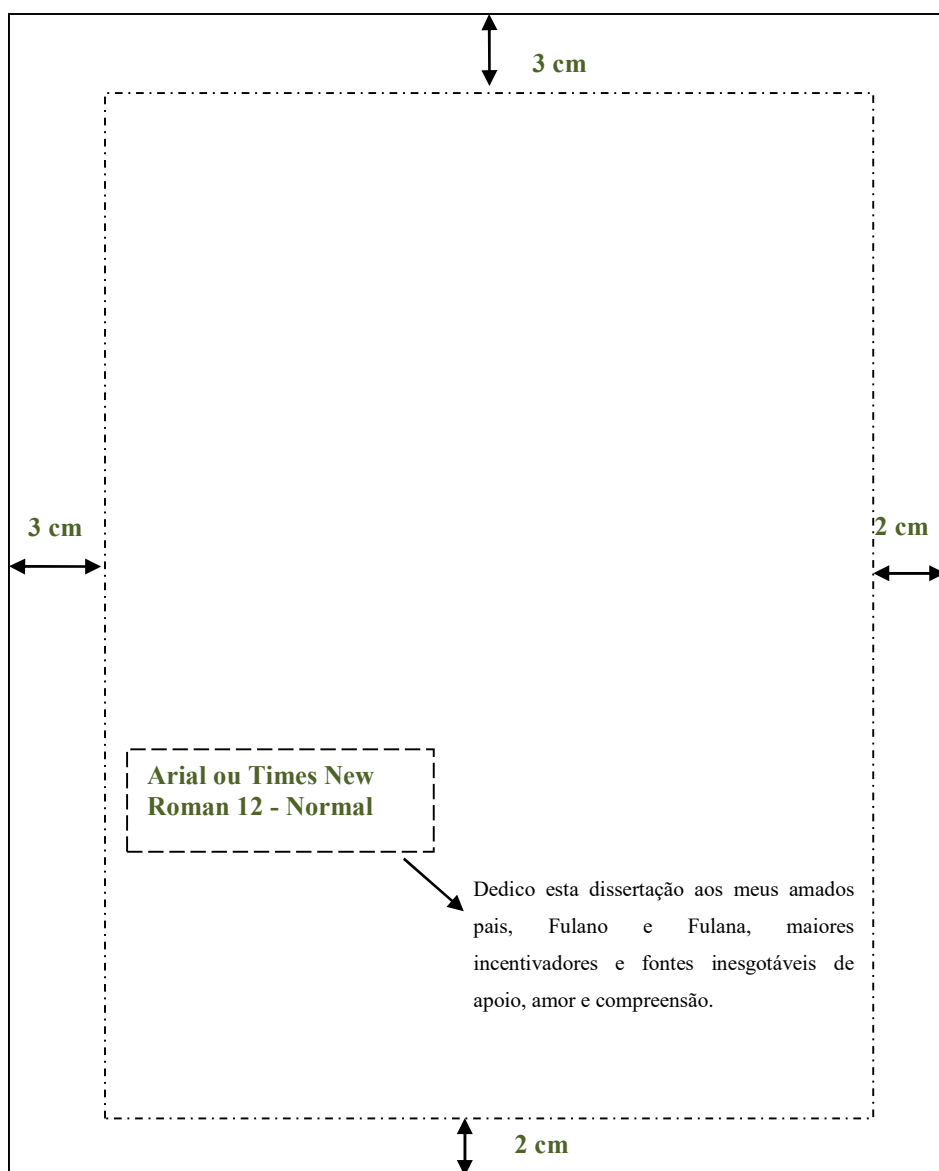 3 cm
3 cm
2 cm
Arial ou Times New
Roman 12 - Normal
Dedico esta dissertação aos meus amados
pais, Fulano e Fulana, maiores
incentivadores e fontes inesgotáveis de
apoio, amor e compreensão.
2 cm